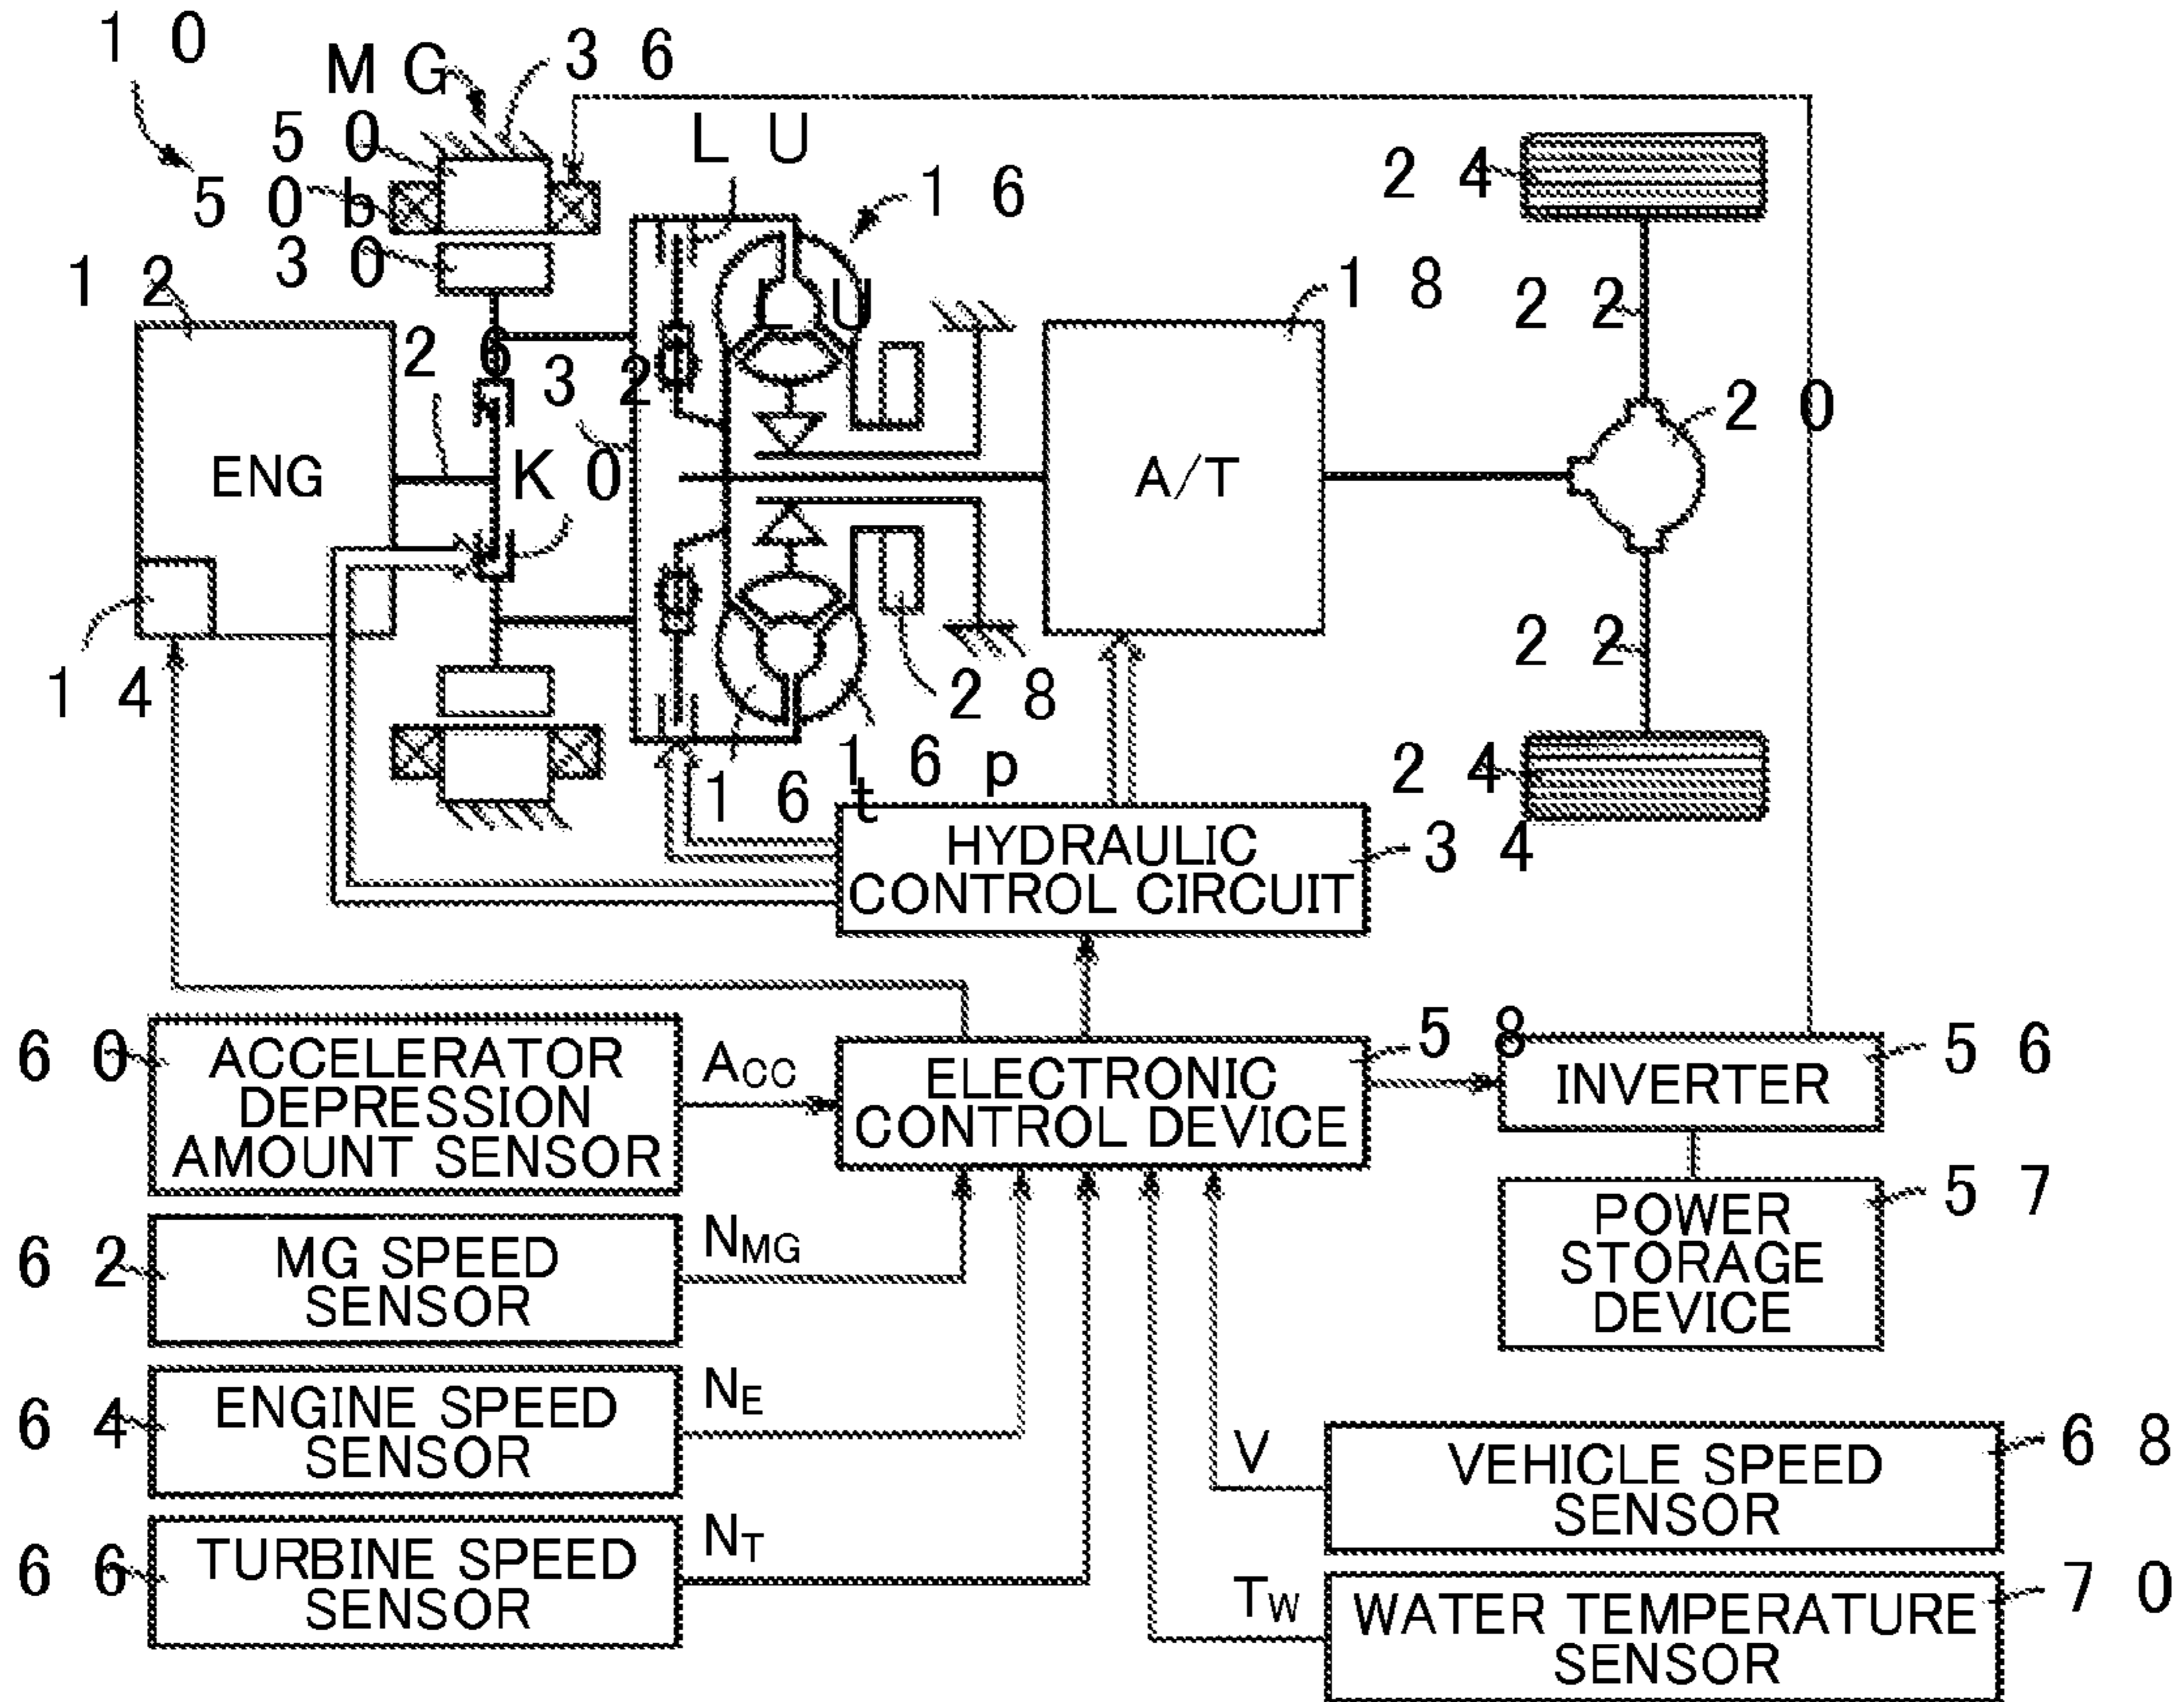 10
MG
36
50
LU
50b
16
24
30
12
18
22
LU
26
32
20
ENG
K0
A/T
22
14
28
16p
24
16t
HYDRAULIC
CONTROL CIRCUIT
34
60
ACCELERATOR
DEPRESSION
AMOUNT SENSOR
ACC
ELECTRONIC
CONTROL DEVICE
58
INVERTER
56
POWER
STORAGE
DEVICE
57
62
MG SPEED
SENSOR
NMG
64
ENGINE SPEED
SENSOR
NE
66
TURBINE SPEED
SENSOR
NT
V
VEHICLE SPEED
SENSOR
68
TW
WATER TEMPERATURE
SENSOR
70